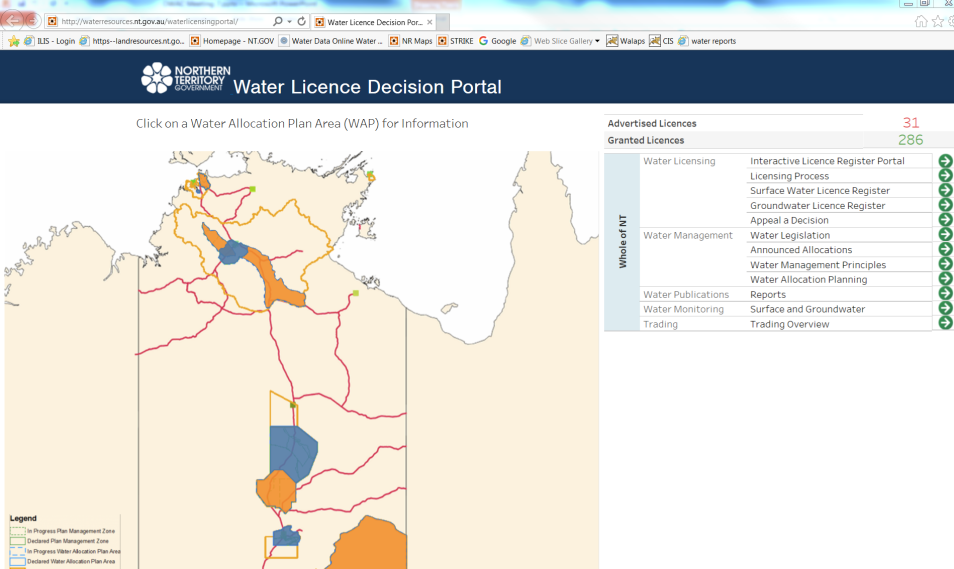 http://waterresources.nt.gov.au/waterlicensingportal/
Water Licence Decision Por...
ILIS - Login
https--landresources.nt.go...
Homepage - NT.GOV
Water Data Online Water ...
NR Maps
STRIKE
Google
Web Slice Gallery
Walaps
CIS
water reports
NORTHERN
TERRITORY
GOVERNMENT
Water Licence Decision Portal
Click on a Water Allocation Plan Area (WAP) for Information
Advertised Licences 31
Granted Licences 286
Whole of NT
Water Licensing Interactive Licence Register Portal
Licensing Process
Surface Water Licence Register
Groundwater Licence Register
Appeal a Decision
Water Management Water Legislation
Announced Allocations
Water Management Principles
Water Allocation Planning
Water Publications Reports
Water Monitoring Surface and Groundwater
Trading Trading Overview
Legend
In Progress Plan Management Zone
Declared Plan Management Zone
In Progress Water Allocation Plan Area
Declared Water Allocation Plan Area